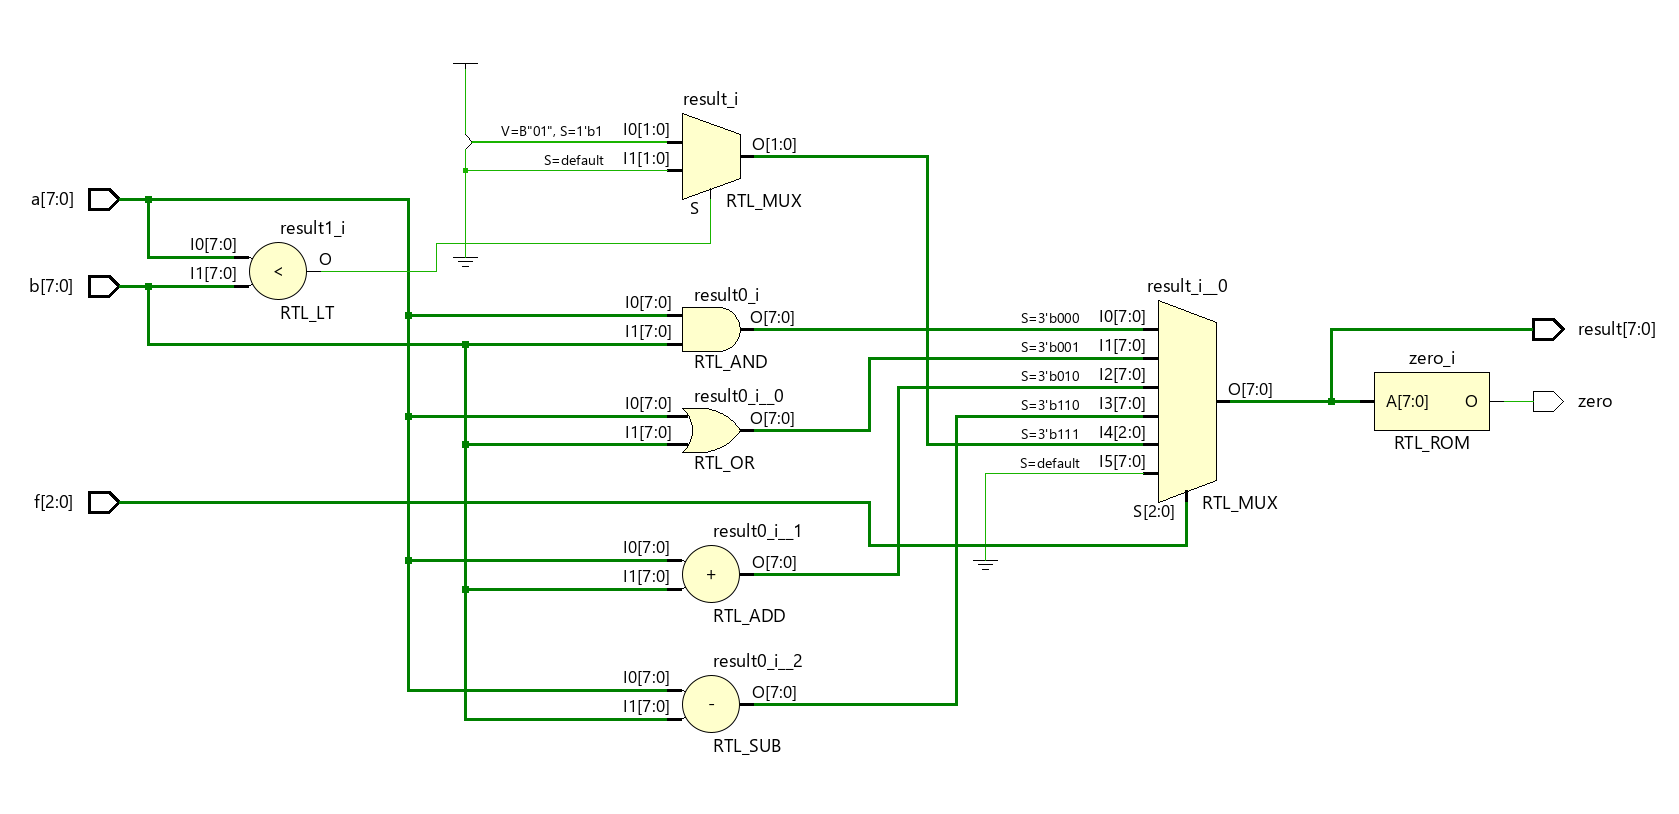 result_i
V=B"01", S=1'b1 I0[1:0]
O[1:0]
S=default I1[1:0]
S
RTL_MUX
a[7:0]
result1_i
I0[7:0]
O
I1[7:0]
<
b[7:0]
RTL_LT
result0_i
I0[7:0]
O[7:0]
I1[7:0]
RTL_AND
result0_i__0
I0[7:0]
O[7:0]
I1[7:0]
RTL_OR
result_i__0
S=3'b000 I0[7:0]
S=3'b001 I1[7:0]
S=3'b010 I2[7:0]
S=3'b110 I3[7:0]
S=3'b111 I4[2:0]
S=default I5[7:0]
O[7:0]
S[2:0]
RTL_MUX
result[7:0]
zero_i
A[7:0] O
zero
RTL_ROM
f[2:0]
result0_i__1
I0[7:0]
O[7:0]
I1[7:0]
+
RTL_ADD
result0_i__2
I0[7:0]
O[7:0]
I1[7:0]
-
RTL_SUB